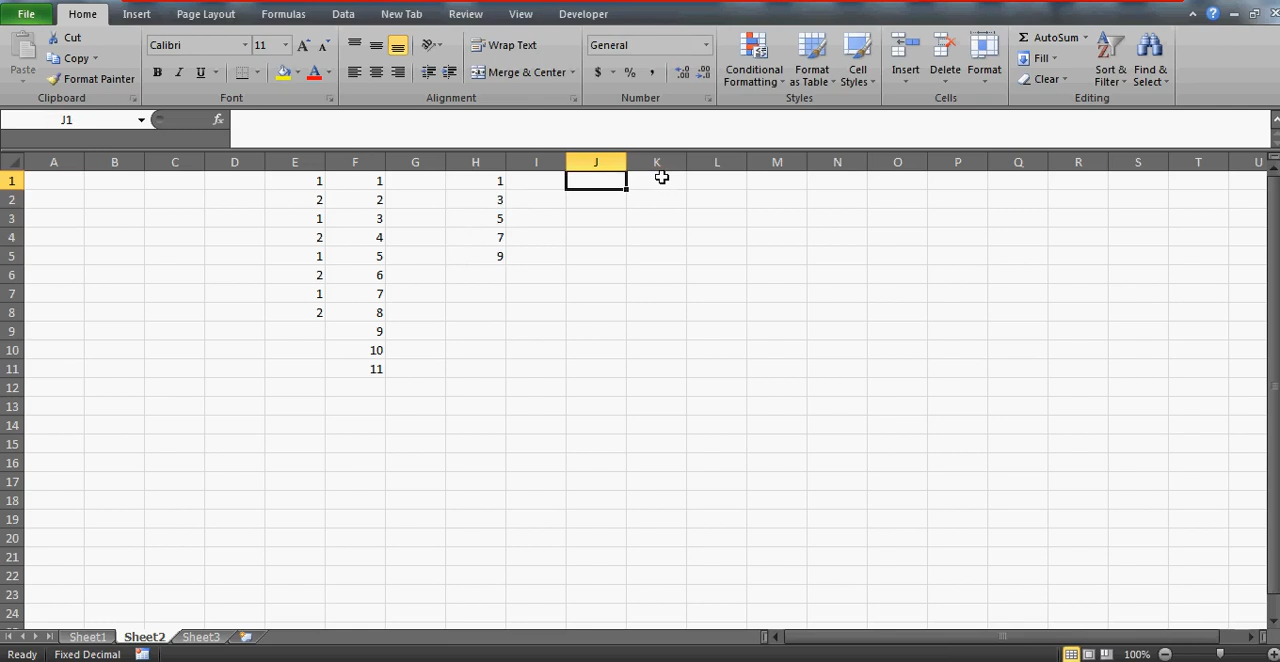 File Home Insert Page Layout Formulas Data New Tab Review View Developer
Paste Cut Calibri 11 A A Wrap Text General Conditional Formatting Format as Table Cell Styles Insert Delete Format Σ AutoSum Sort & Filter Find & Select
Copy Fill
Format Painter B I U A Merge & Center $ % , Clear
Clipboard Font Alignment Number Styles Cells Editing
J1 fx
A B C D E F G H I J K L M N O P Q R S T U
1 1 1 1
2 2 2 3
3 1 3 5
4 2 4 7
5 1 5 9
6 2 6
7 1 7
8 2 8
9 9
10 10
11 11
12
13
14
15
16
17
18
19
20
21
22
23
24
Sheet1 Sheet2 Sheet3
Ready Fixed Decimal 100%